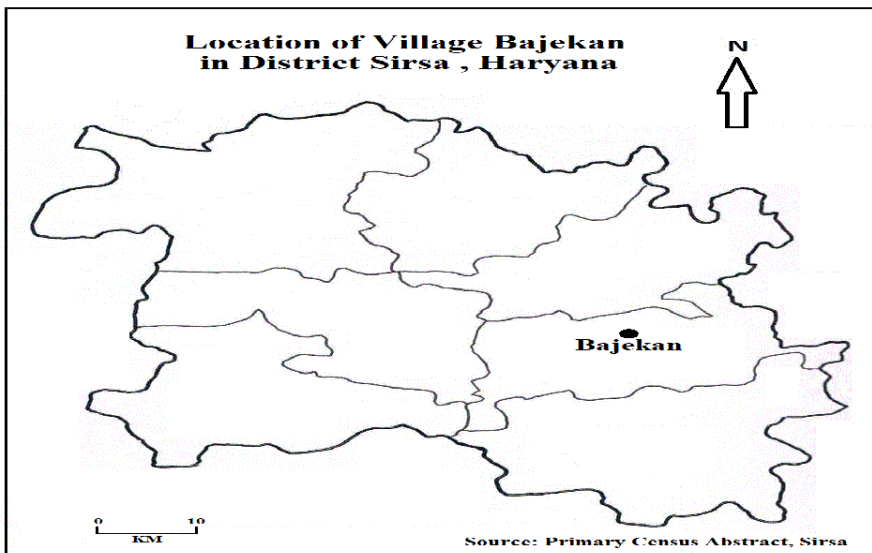 Location of Village Bajekan
in District Sirsa , Haryana
N
Bajekan
0 10
KM
Source: Primary Census Abstract, Sirsa